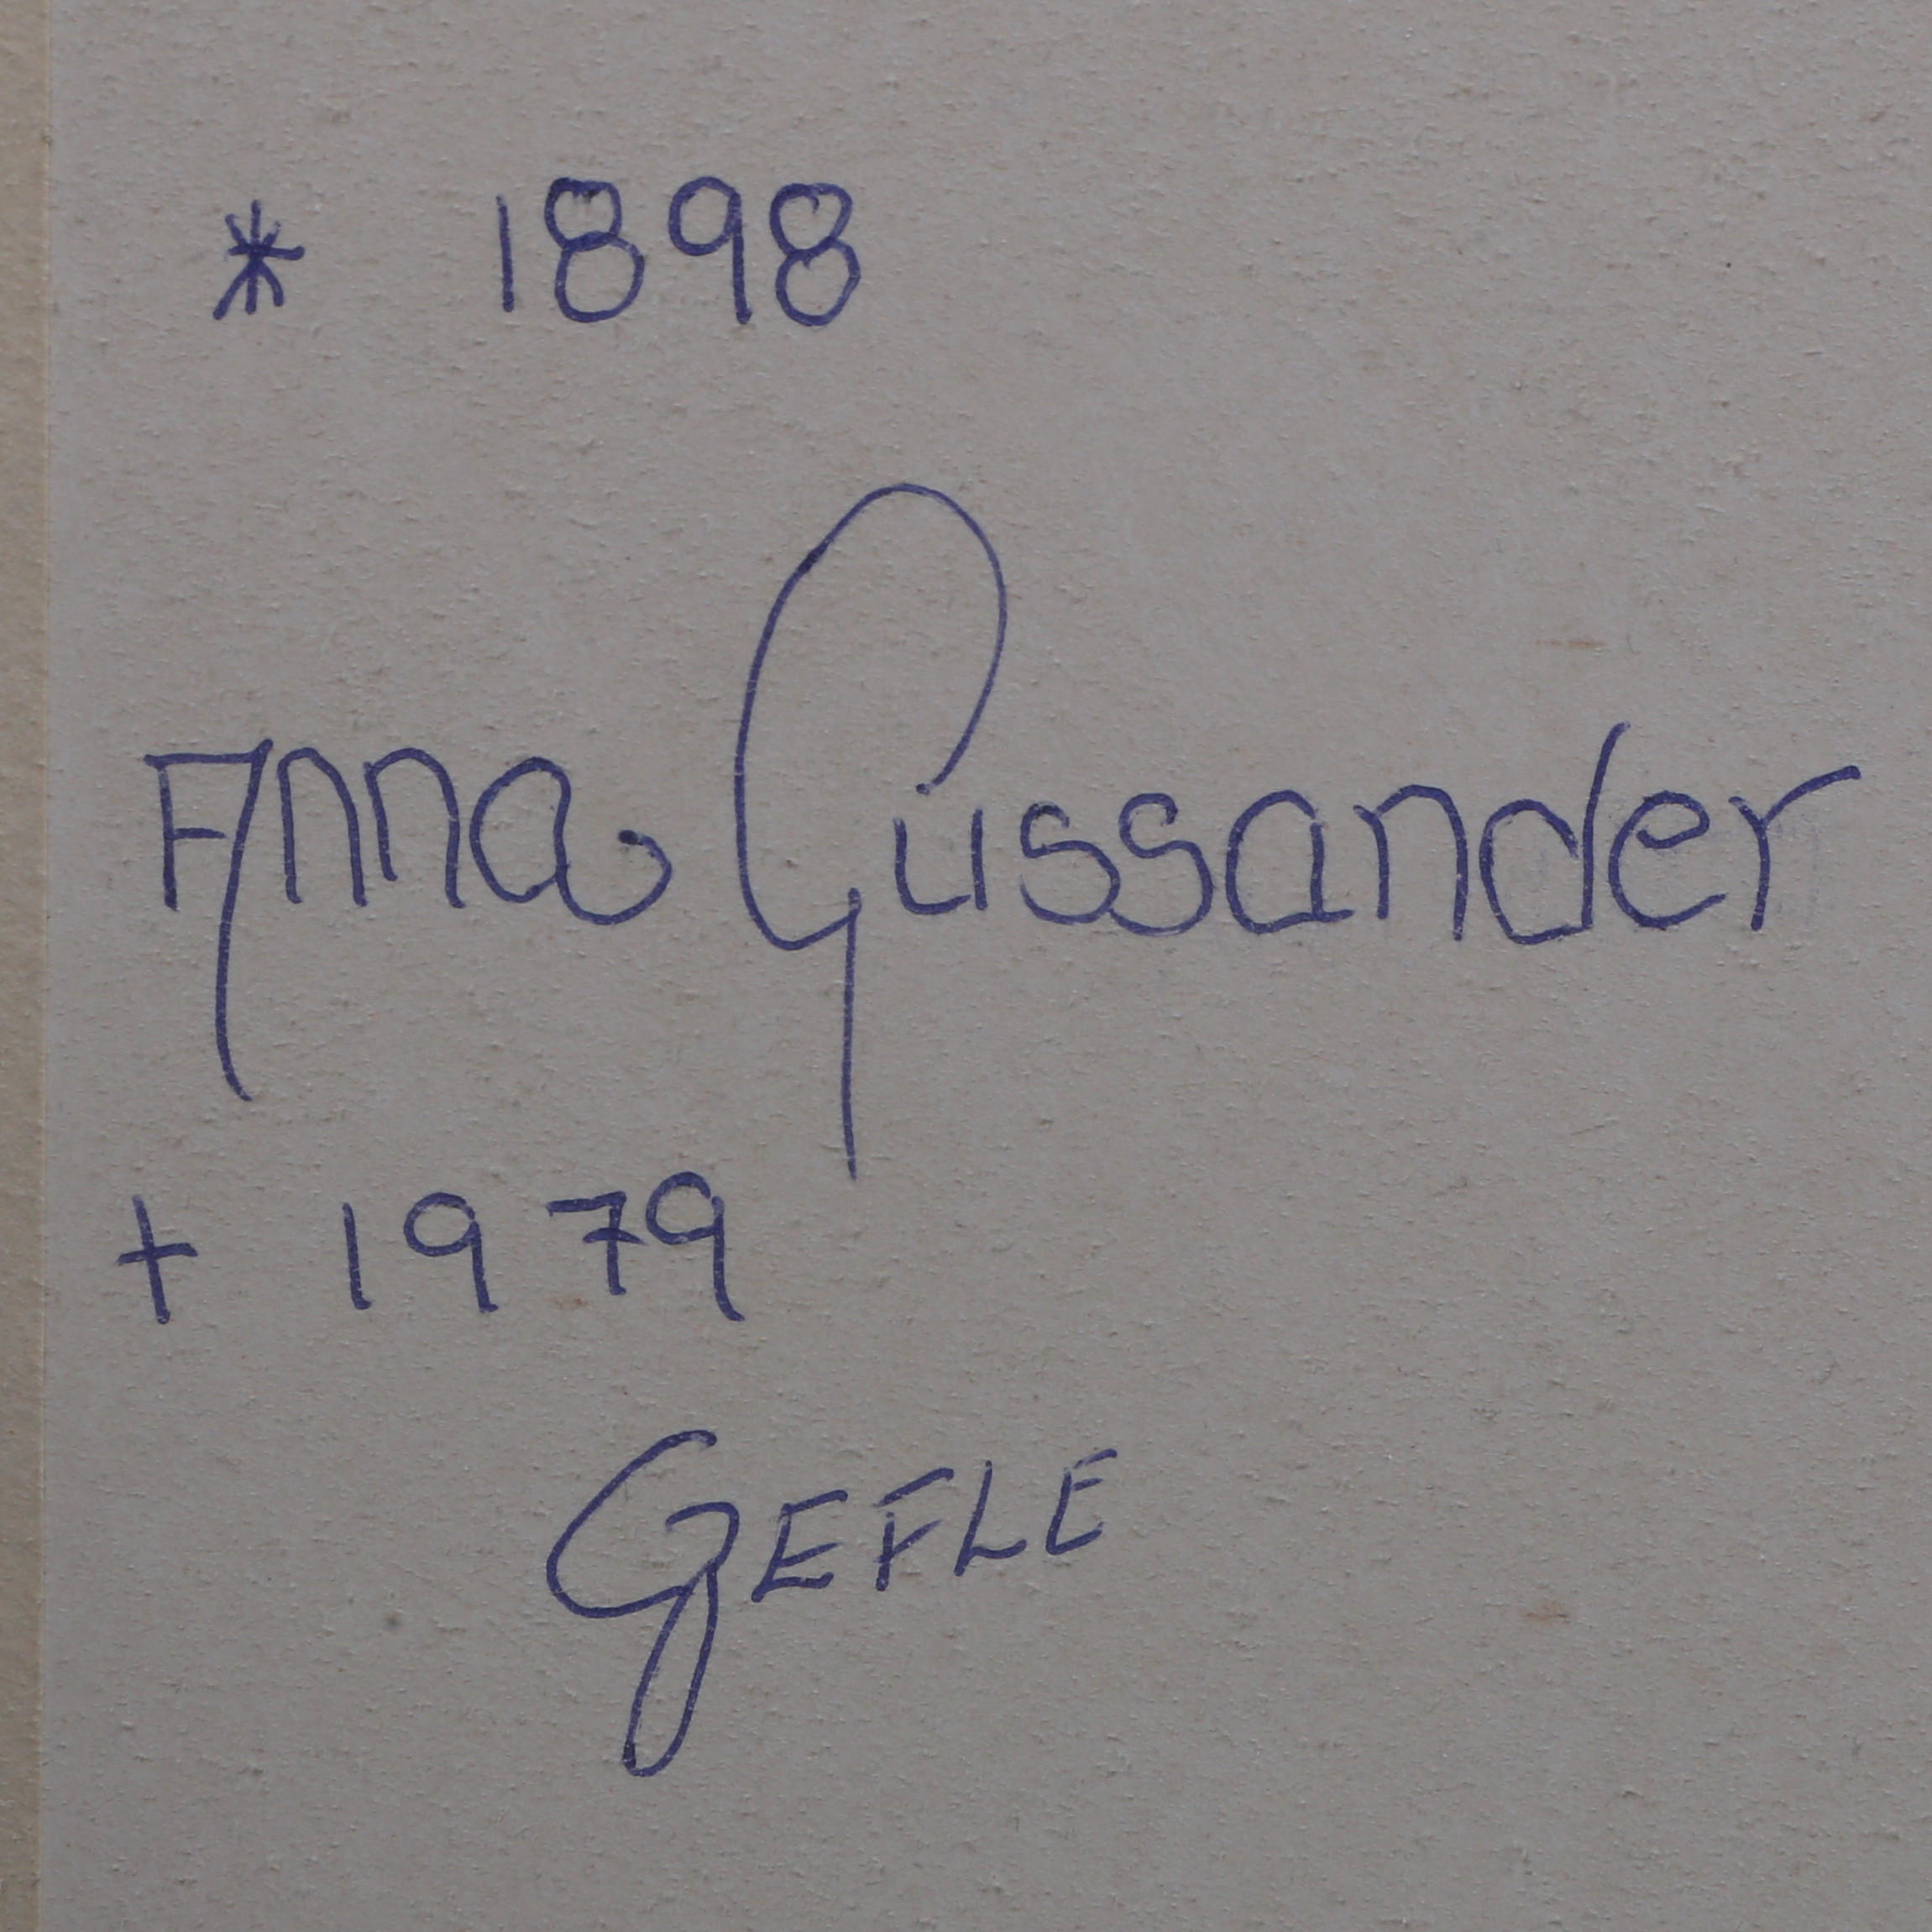 * 1898
Anna Gussander
+ 1979
GEFLE